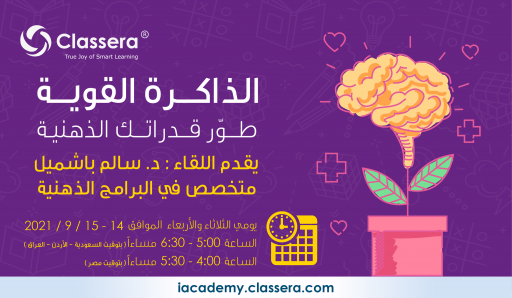 Classera®
True Joy of Smart Learning
الذاكرة القوية
طوّر قدراتك الذهنية
يقدم اللقاء : د. سالم باشميل
متخصص في البرامج الذهنية
يومي الثلاثاء والأربعاء الموافق 14 - 15 / 9 / 2021
الساعة 5:00 - 6:30 مساءاً ( بتوقيت السعودية - الأردن - العراق )
الساعة 4:00 - 5:30 مساءاً ( بتوقيت مصر )
iacademy.classera.com